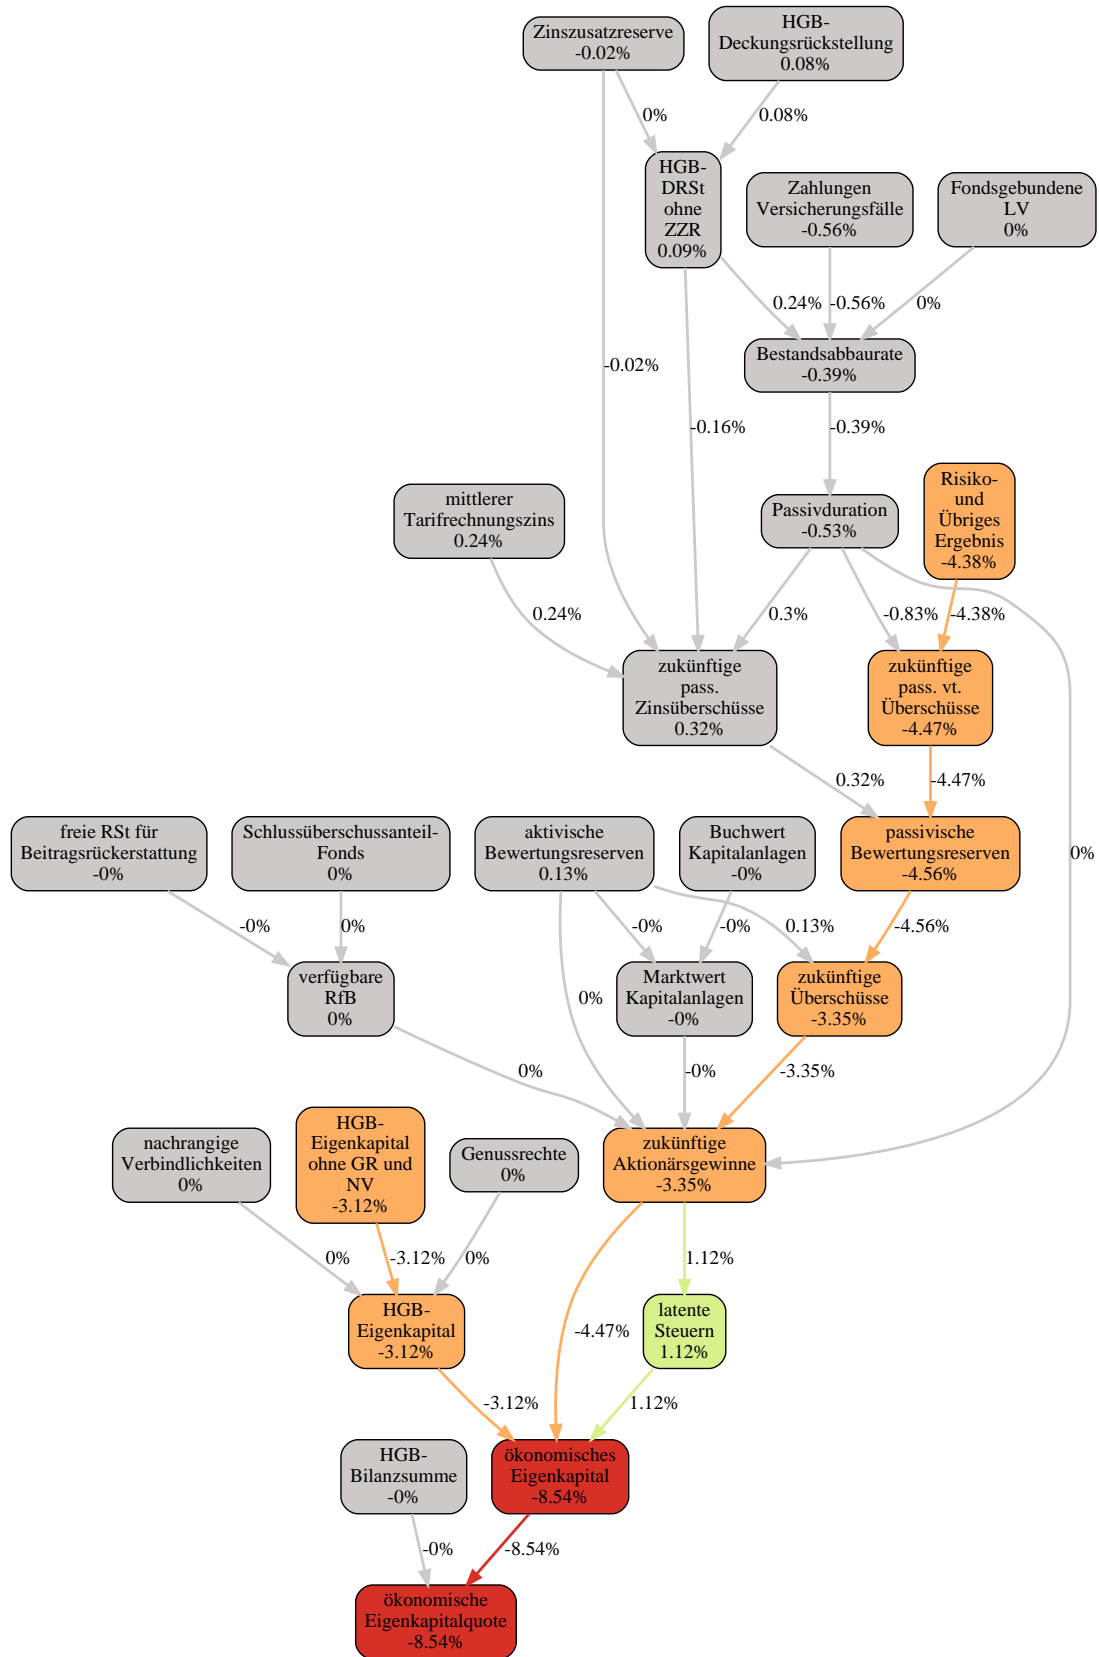 Zinszusatzreserve
-0.02%
HGB-
Deckungsrückstellung
0.08%
0%
0.08%
HGB-
DRSt
ohne
ZZR
0.09%
Zahlungen
Versicherungsfälle
-0.56%
Fondsgebundene
LV
0%
0.24%
-0.56%
0%
Bestandsabbaurate
-0.39%
-0.02%
-0.16%
-0.39%
mittlerer
Tarifrechnungszins
0.24%
Passivduration
-0.53%
Risiko-
und
Übriges
Ergebnis
-4.38%
0.24%
0.3%
-0.83%
-4.38%
zukünftige
pass.
Zinsüberschüsse
0.32%
zukünftige
pass. vt.
Überschüsse
-4.47%
0.32%
-4.47%
freie RSt für
Beitragsrückerstattung
-0%
Schlussüberschussanteil-
Fonds
0%
aktivische
Bewertungsreserven
0.13%
Buchwert
Kapitalanlagen
-0%
passivische
Bewertungsreserven
-4.56%
0%
-0%
0%
-0%
-0%
0.13%
-4.56%
verfügbare
RfB
0%
0%
Marktwert
Kapitalanlagen
-0%
zukünftige
Überschüsse
-3.35%
0%
-0%
-3.35%
nachrangige
Verbindlichkeiten
0%
HGB-
Eigenkapital
ohne GR und
NV
-3.12%
Genussrechte
0%
zukünftige
Aktionärsgewinne
-3.35%
0%
-3.12%
0%
1.12%
HGB-
Eigenkapital
-3.12%
-4.47%
latente
Steuern
1.12%
-3.12%
1.12%
HGB-
Bilanzsumme
-0%
ökonomisches
Eigenkapital
-8.54%
-0%
-8.54%
ökonomische
Eigenkapitalquote
-8.54%